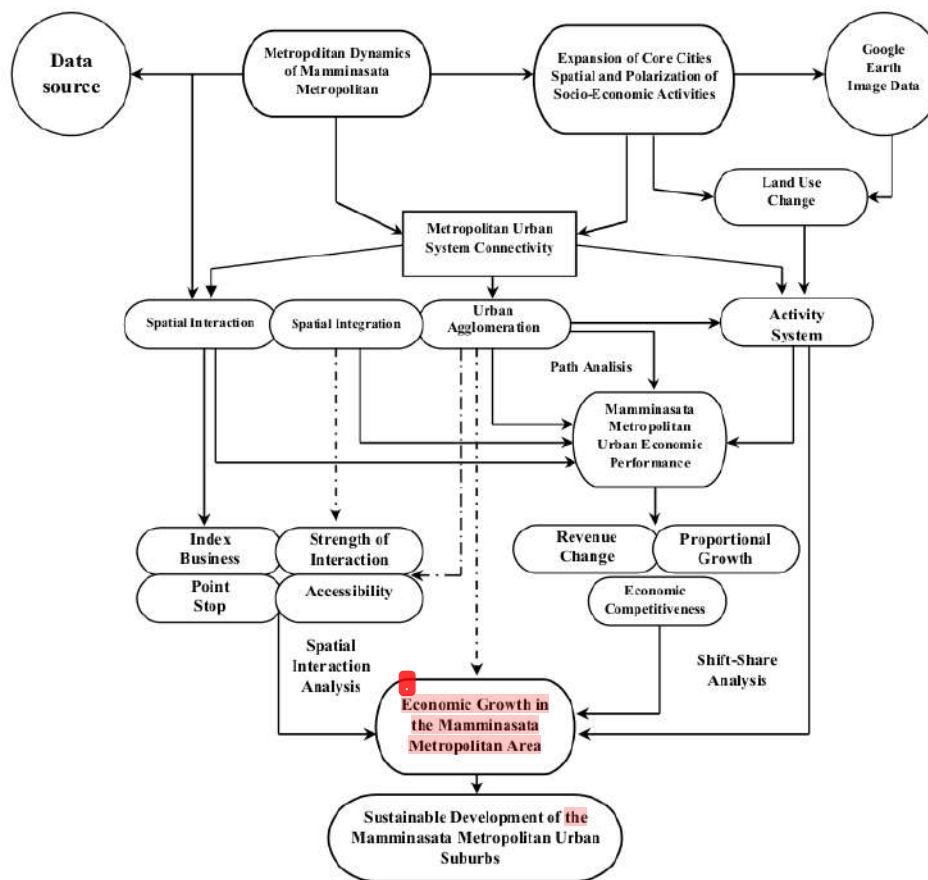 Data
source
Metropolitan Dynamics
of Mamminasata
Metropolitan
Expansion of Core Cities
Spatial and Polarization of
Socio-Economic Activities
Google
Earth
Image Data
Land Use
Change
Metropolitan Urban
System Connectivity
Spatial Interaction
Spatial Integration
Urban
Agglomeration
Activity
System
Path Analisis
Mamminasata
Metropolitan
Urban Economic
Performance
Index
Business
Strength of
Interaction
Revenue
Change
Proportional
Growth
Point
Stop
Accessibility
Economic
Competitiveness
Spatial
Interaction
Analysis
Shift-Share
Analysis
Economic Growth in
the Mamminasata
Metropolitan Area
Sustainable Development of the
Mamminasata Metropolitan Urban
Suburbs